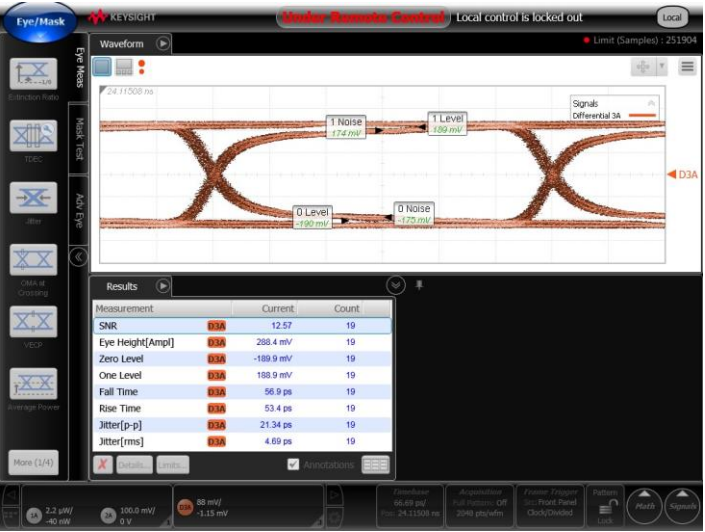 Eye/Mask
KEYSIGHT
Under Remote Control
Local control is locked out
Local
Waveform
Limit (Samples) : 251904
Eye Meas
Mask Test
Adv Eye
Extinction Ratio
TDEC
Jitter
OMA at
Crossing
VECP
Average Power
More (1/4)
24.11508 ns
Signals
Differential 3A
1 Noise
174 mV
1 Level
189 mV
D3A
0 Level
-190 mV
0 Noise
-175 mV
Results
Measurement Current Count
SNR D3A 12.57 19
Eye Height[Ampl] D3A 288.4 mV 19
Zero Level D3A -189.9 mV 19
One Level D3A 188.9 mV 19
Fall Time D3A 56.9 ps 19
Rise Time D3A 53.4 ps 19
Jitter[p-p] D3A 21.34 ps 19
Jitter[rms] D3A 4.69 ps 19
Details...
Limits...
Annotations
1A
2.2 µW/
-40 nW
2A
100.0 mV/
0 V
D3A
88 mV/
-1.15 mV
Timebase
66.69 ps/
Pos: 24.11508 ns
Acquisition
Full Pattern: Off
2048 pts/wfm
Frame Trigger
Src: Front Panel
Clock/Divided
Pattern
Lock
Math
Signals